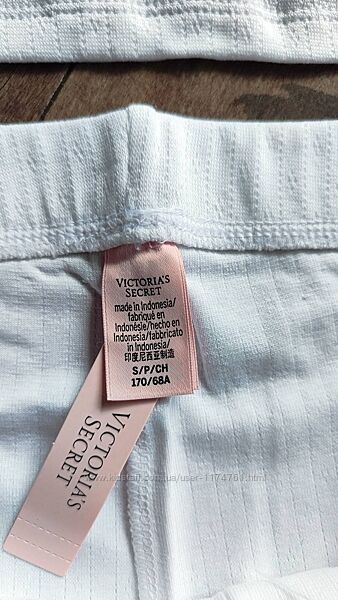 VICTORIA'S
SECRET
made in Indonesia/
fabriqué en
Indonésie/hecho en
Indonesia/fabbricato
in Indonesia/
印度尼西亚制造
S/P/CH
170/68A
VICTORIA'S
SECRET